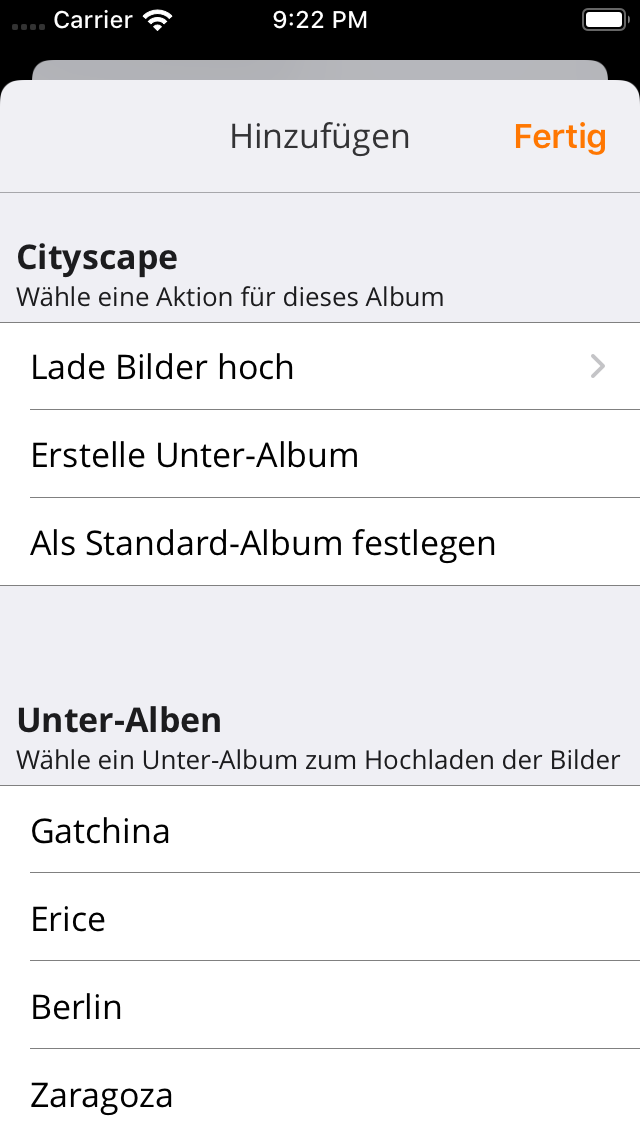 Carrier 9:22 PM
Hinzufügen Fertig
Cityscape
Wähle eine Aktion für dieses Album
Lade Bilder hoch
Erstelle Unter-Album
Als Standard-Album festlegen
Unter-Alben
Wähle ein Unter-Album zum Hochladen der Bilder
Gatchina
Erice
Berlin
Zaragoza